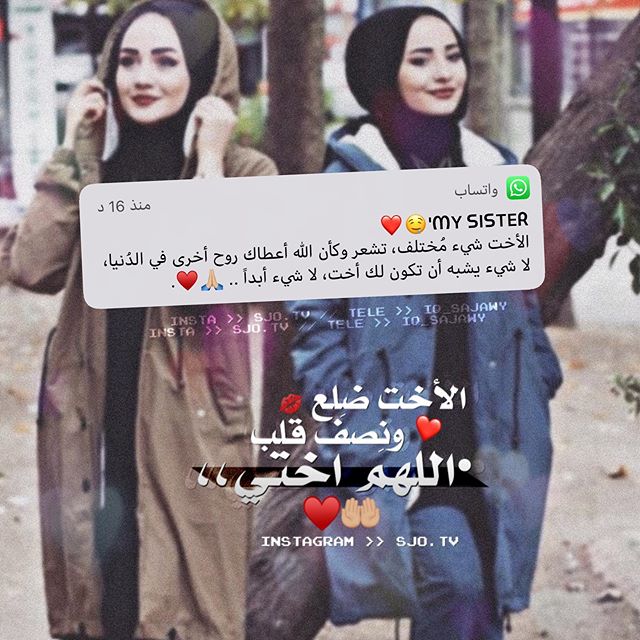 واتساب
منذ 16 د
MY SISTER'🤤❤️
الأخت شيء مُختلف، تشعر وكأن الله أعطاك روح أخرى في الدُنيا،
لا شيء يشبه أن تكون لك أخت، لا شيء أبداً .. 🙏🏻♥️.
INSTA >> SJO.TV // TELE >> IO_SAJAWY
INSTA >> SJO.TV // TELE >> IO_SAJAWY
الأخت ضلع 💋
❤️ ونصف قلب
•اللهم اختي،،
♥️🤲🏼
INSTAGRAM >> SJO.TV